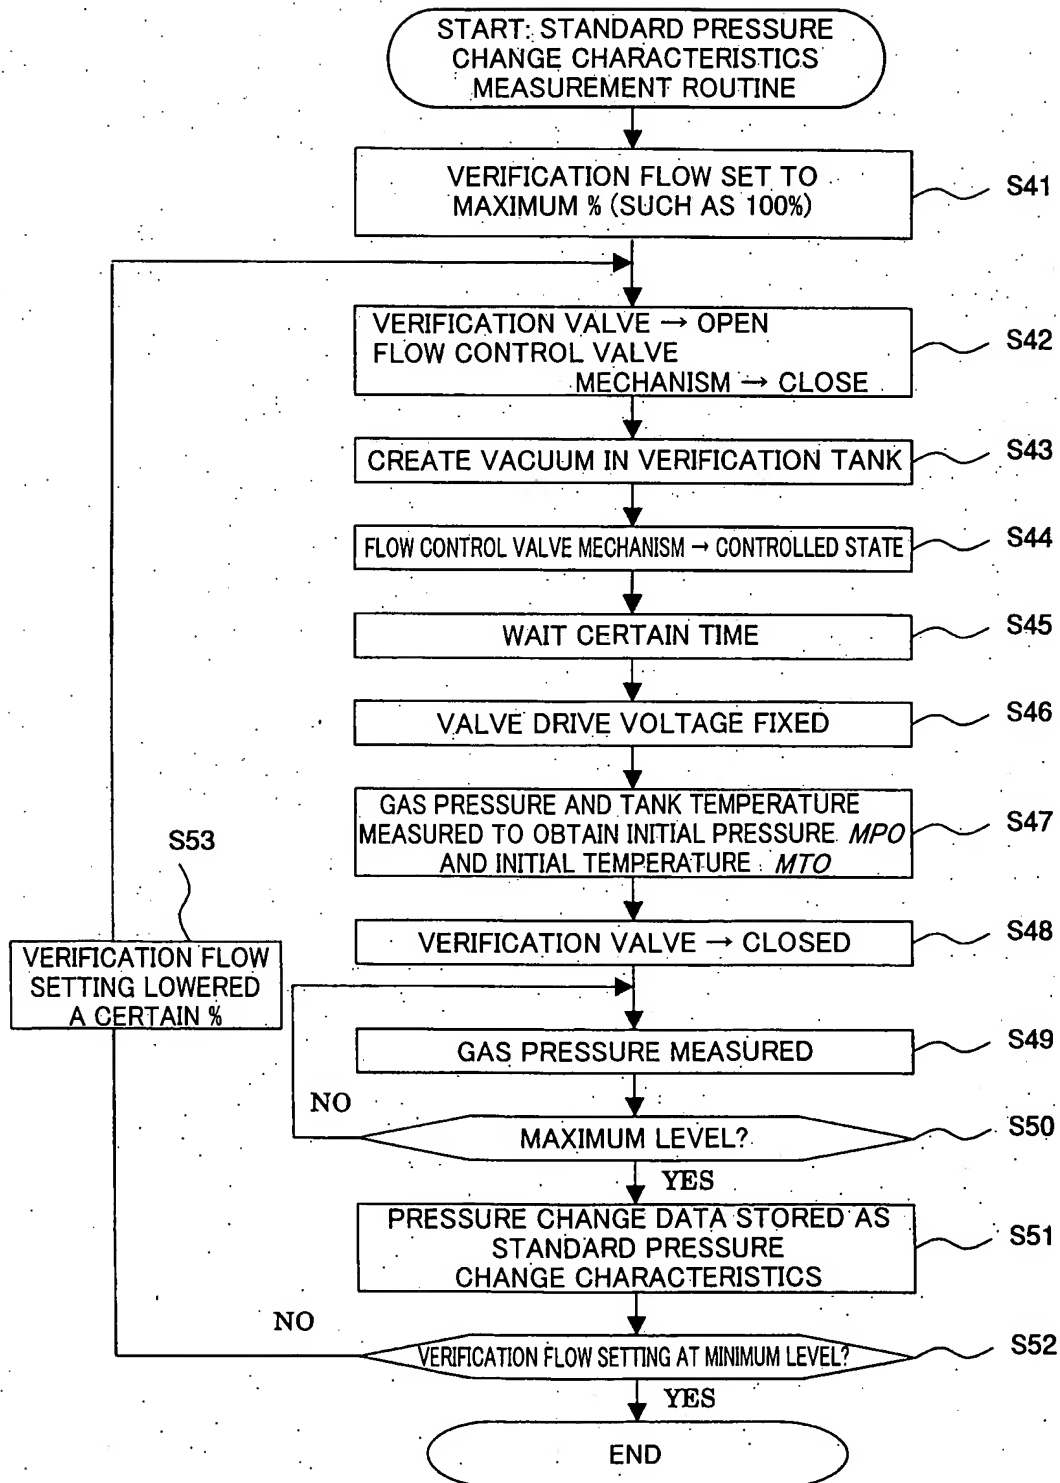 START: STANDARD PRESSURE
CHANGE CHARACTERISTICS
MEASUREMENT ROUTINE
VERIFICATION FLOW SET TO
MAXIMUM % (SUCH AS 100%)
S41
VERIFICATION VALVE → OPEN
FLOW CONTROL VALVE
MECHANISM → CLOSE
S42
CREATE VACUUM IN VERIFICATION TANK
S43
FLOW CONTROL VALVE MECHANISM → CONTROLLED STATE
S44
WAIT CERTAIN TIME
S45
VALVE DRIVE VOLTAGE FIXED
S46
GAS PRESSURE AND TANK TEMPERATURE
MEASURED TO OBTAIN INITIAL PRESSURE MPO
AND INITIAL TEMPERATURE MTO
S47
VERIFICATION VALVE → CLOSED
S48
S53
VERIFICATION FLOW
SETTING LOWERED
A CERTAIN %
GAS PRESSURE MEASURED
S49
NO
MAXIMUM LEVEL?
S50
YES
PRESSURE CHANGE DATA STORED AS
STANDARD PRESSURE
CHANGE CHARACTERISTICS
S51
NO
VERIFICATION FLOW SETTING AT MINIMUM LEVEL?
S52
YES
END